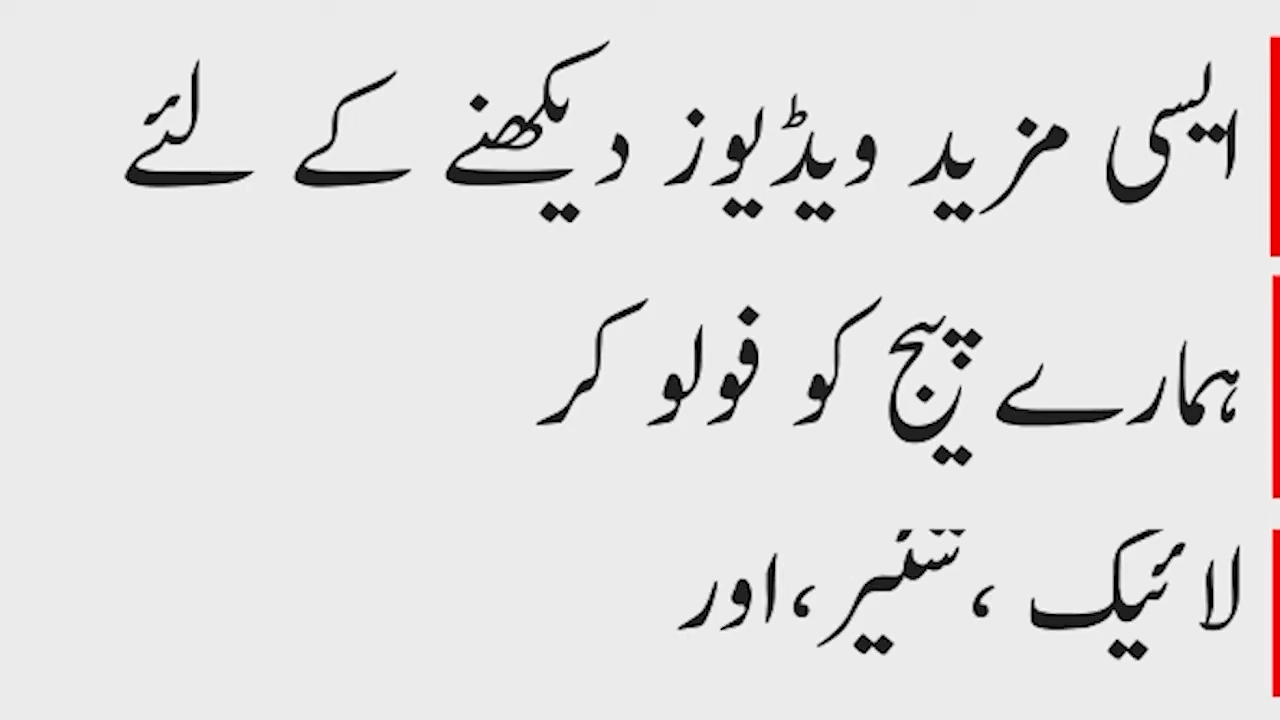 ایسی مزید ویڈیوز دیکھنے کے لئے
ہمارے پیج کو فولو کر
لائیک ،شئیر ،اور